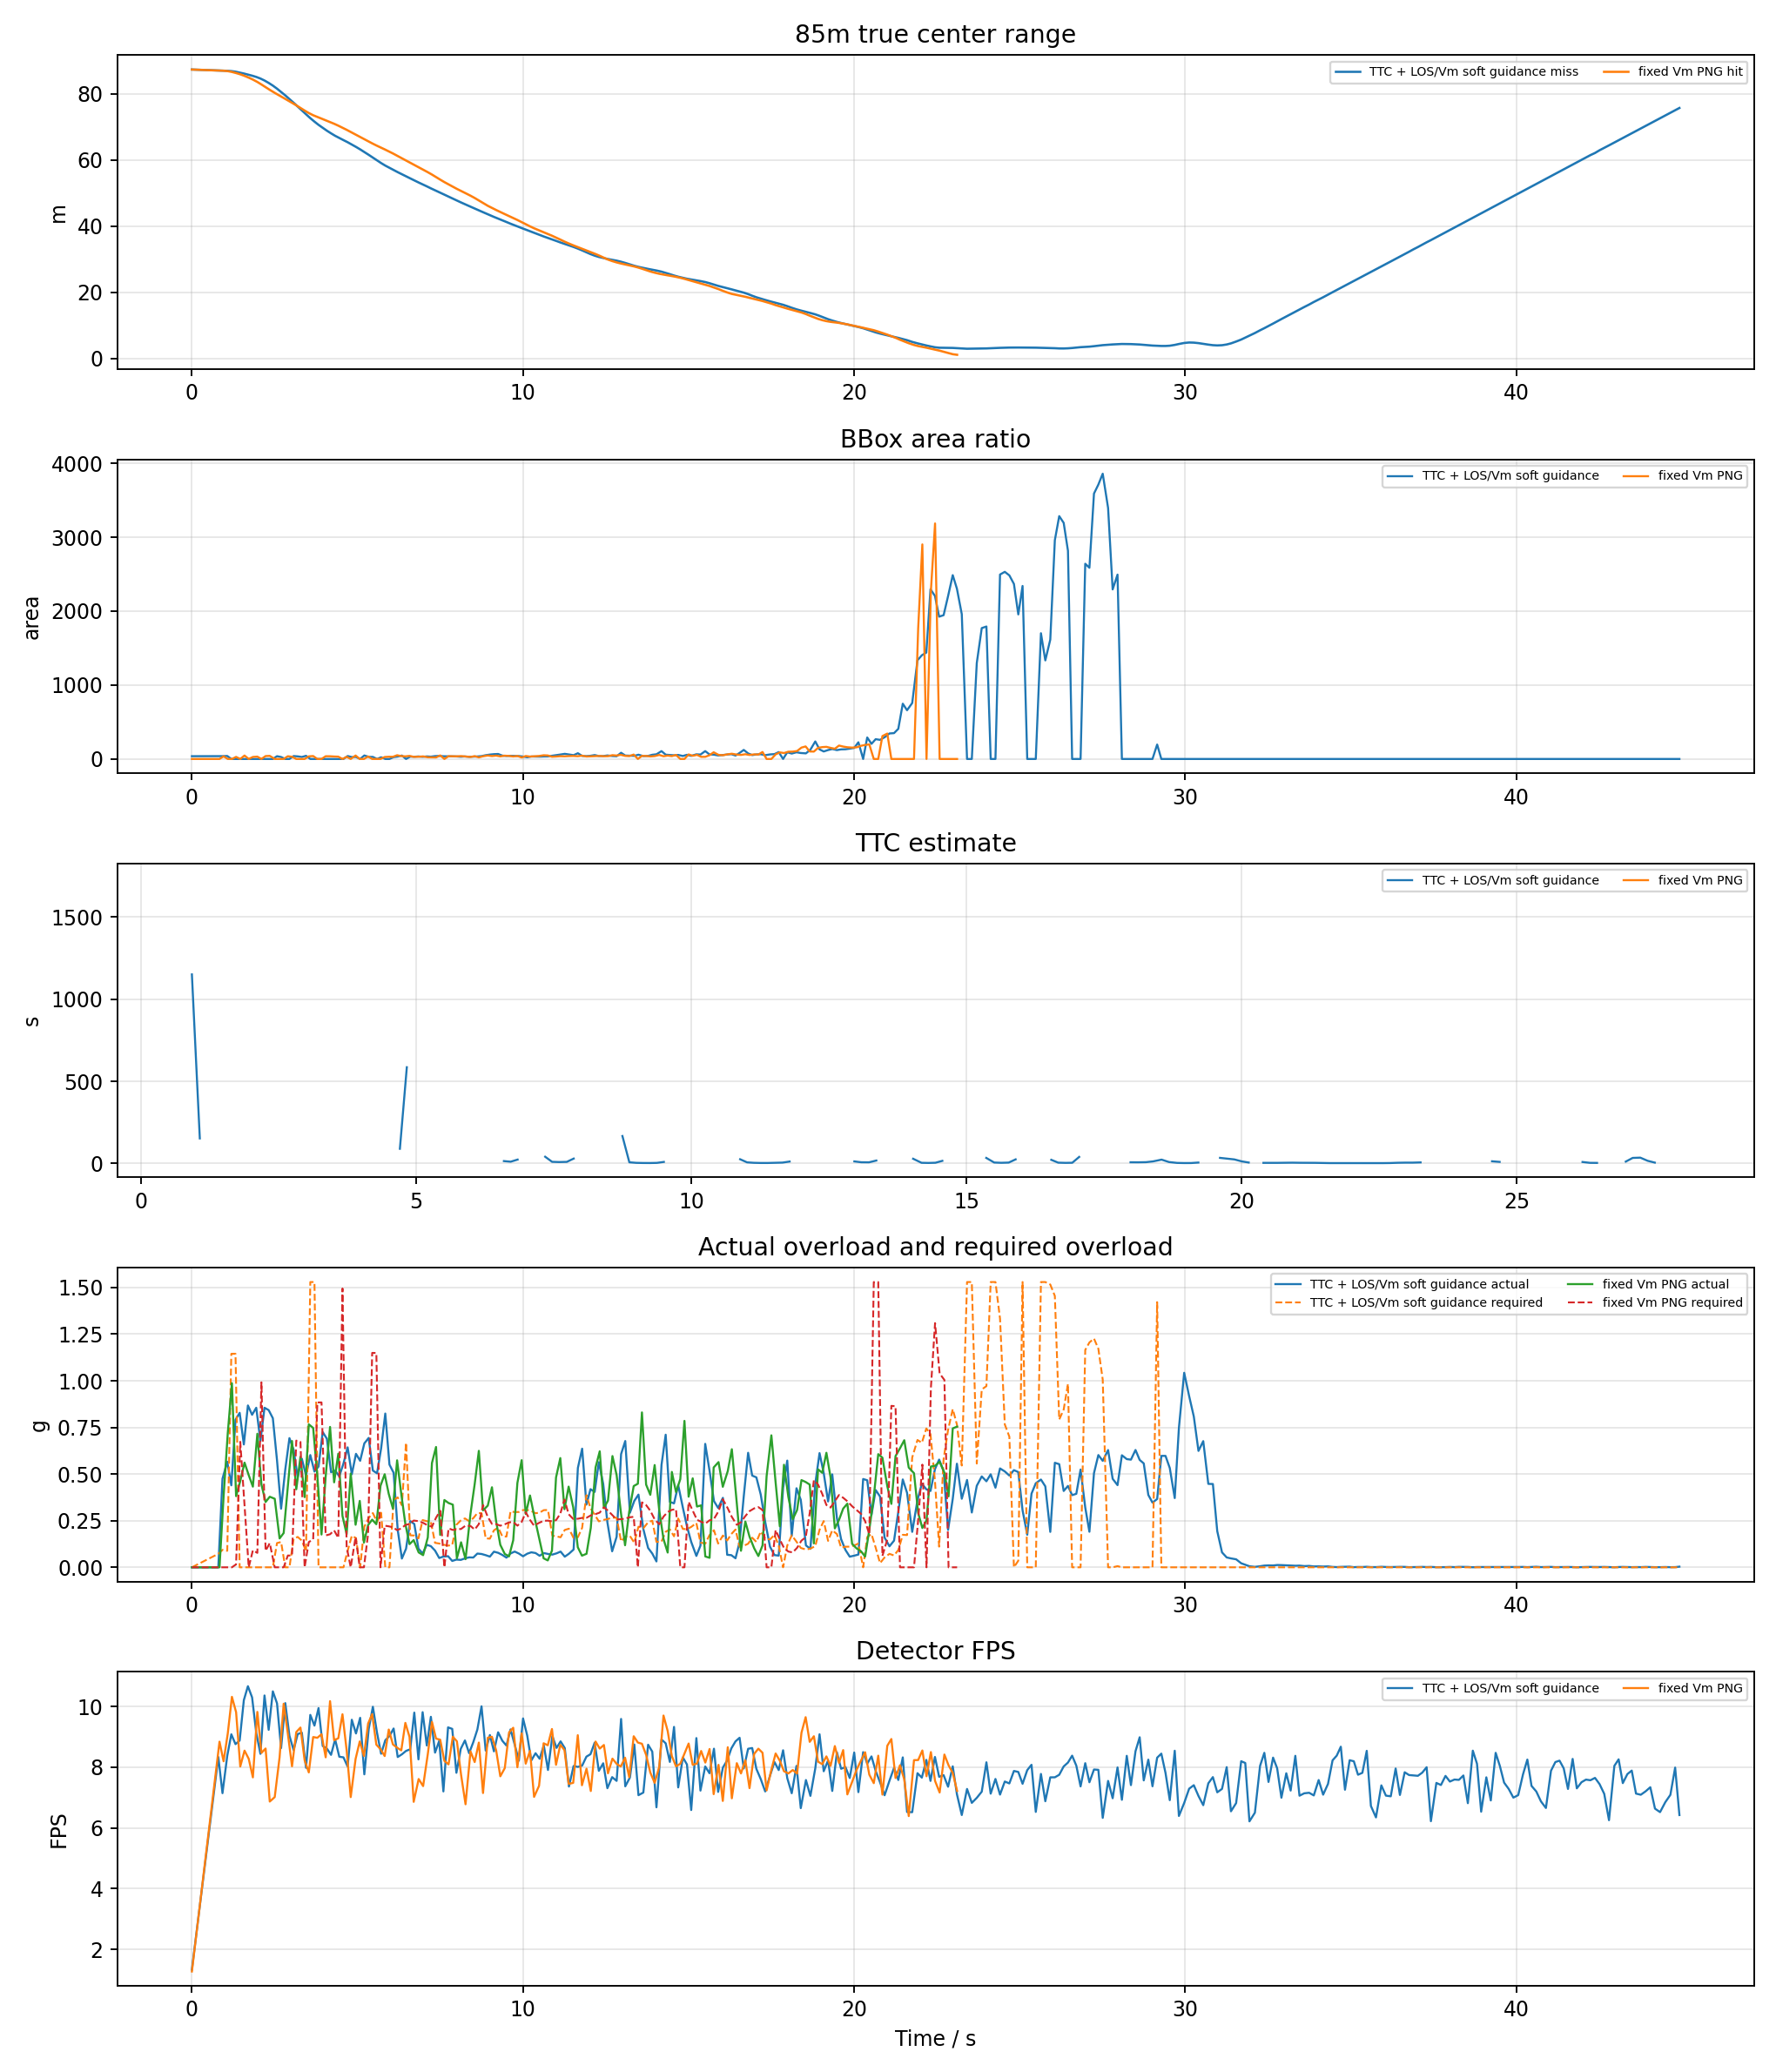 85m true center range
TTC + LOS/Vm soft guidance miss
fixed Vm PNG hit
80
60
40
20
0
m
0
10
20
30
40
BBox area ratio
TTC + LOS/Vm soft guidance
fixed Vm PNG
4000
3000
2000
1000
0
area
0
10
20
30
40
TTC estimate
TTC + LOS/Vm soft guidance
fixed Vm PNG
1500
1000
500
0
s
0
5
10
15
20
25
Actual overload and required overload
TTC + LOS/Vm soft guidance actual
fixed Vm PNG actual
TTC + LOS/Vm soft guidance required
fixed Vm PNG required
1.50
1.25
1.00
0.75
0.50
0.25
0.00
g
0
10
20
30
40
Detector FPS
TTC + LOS/Vm soft guidance
fixed Vm PNG
10
8
6
4
2
FPS
0
10
20
30
40
Time / s